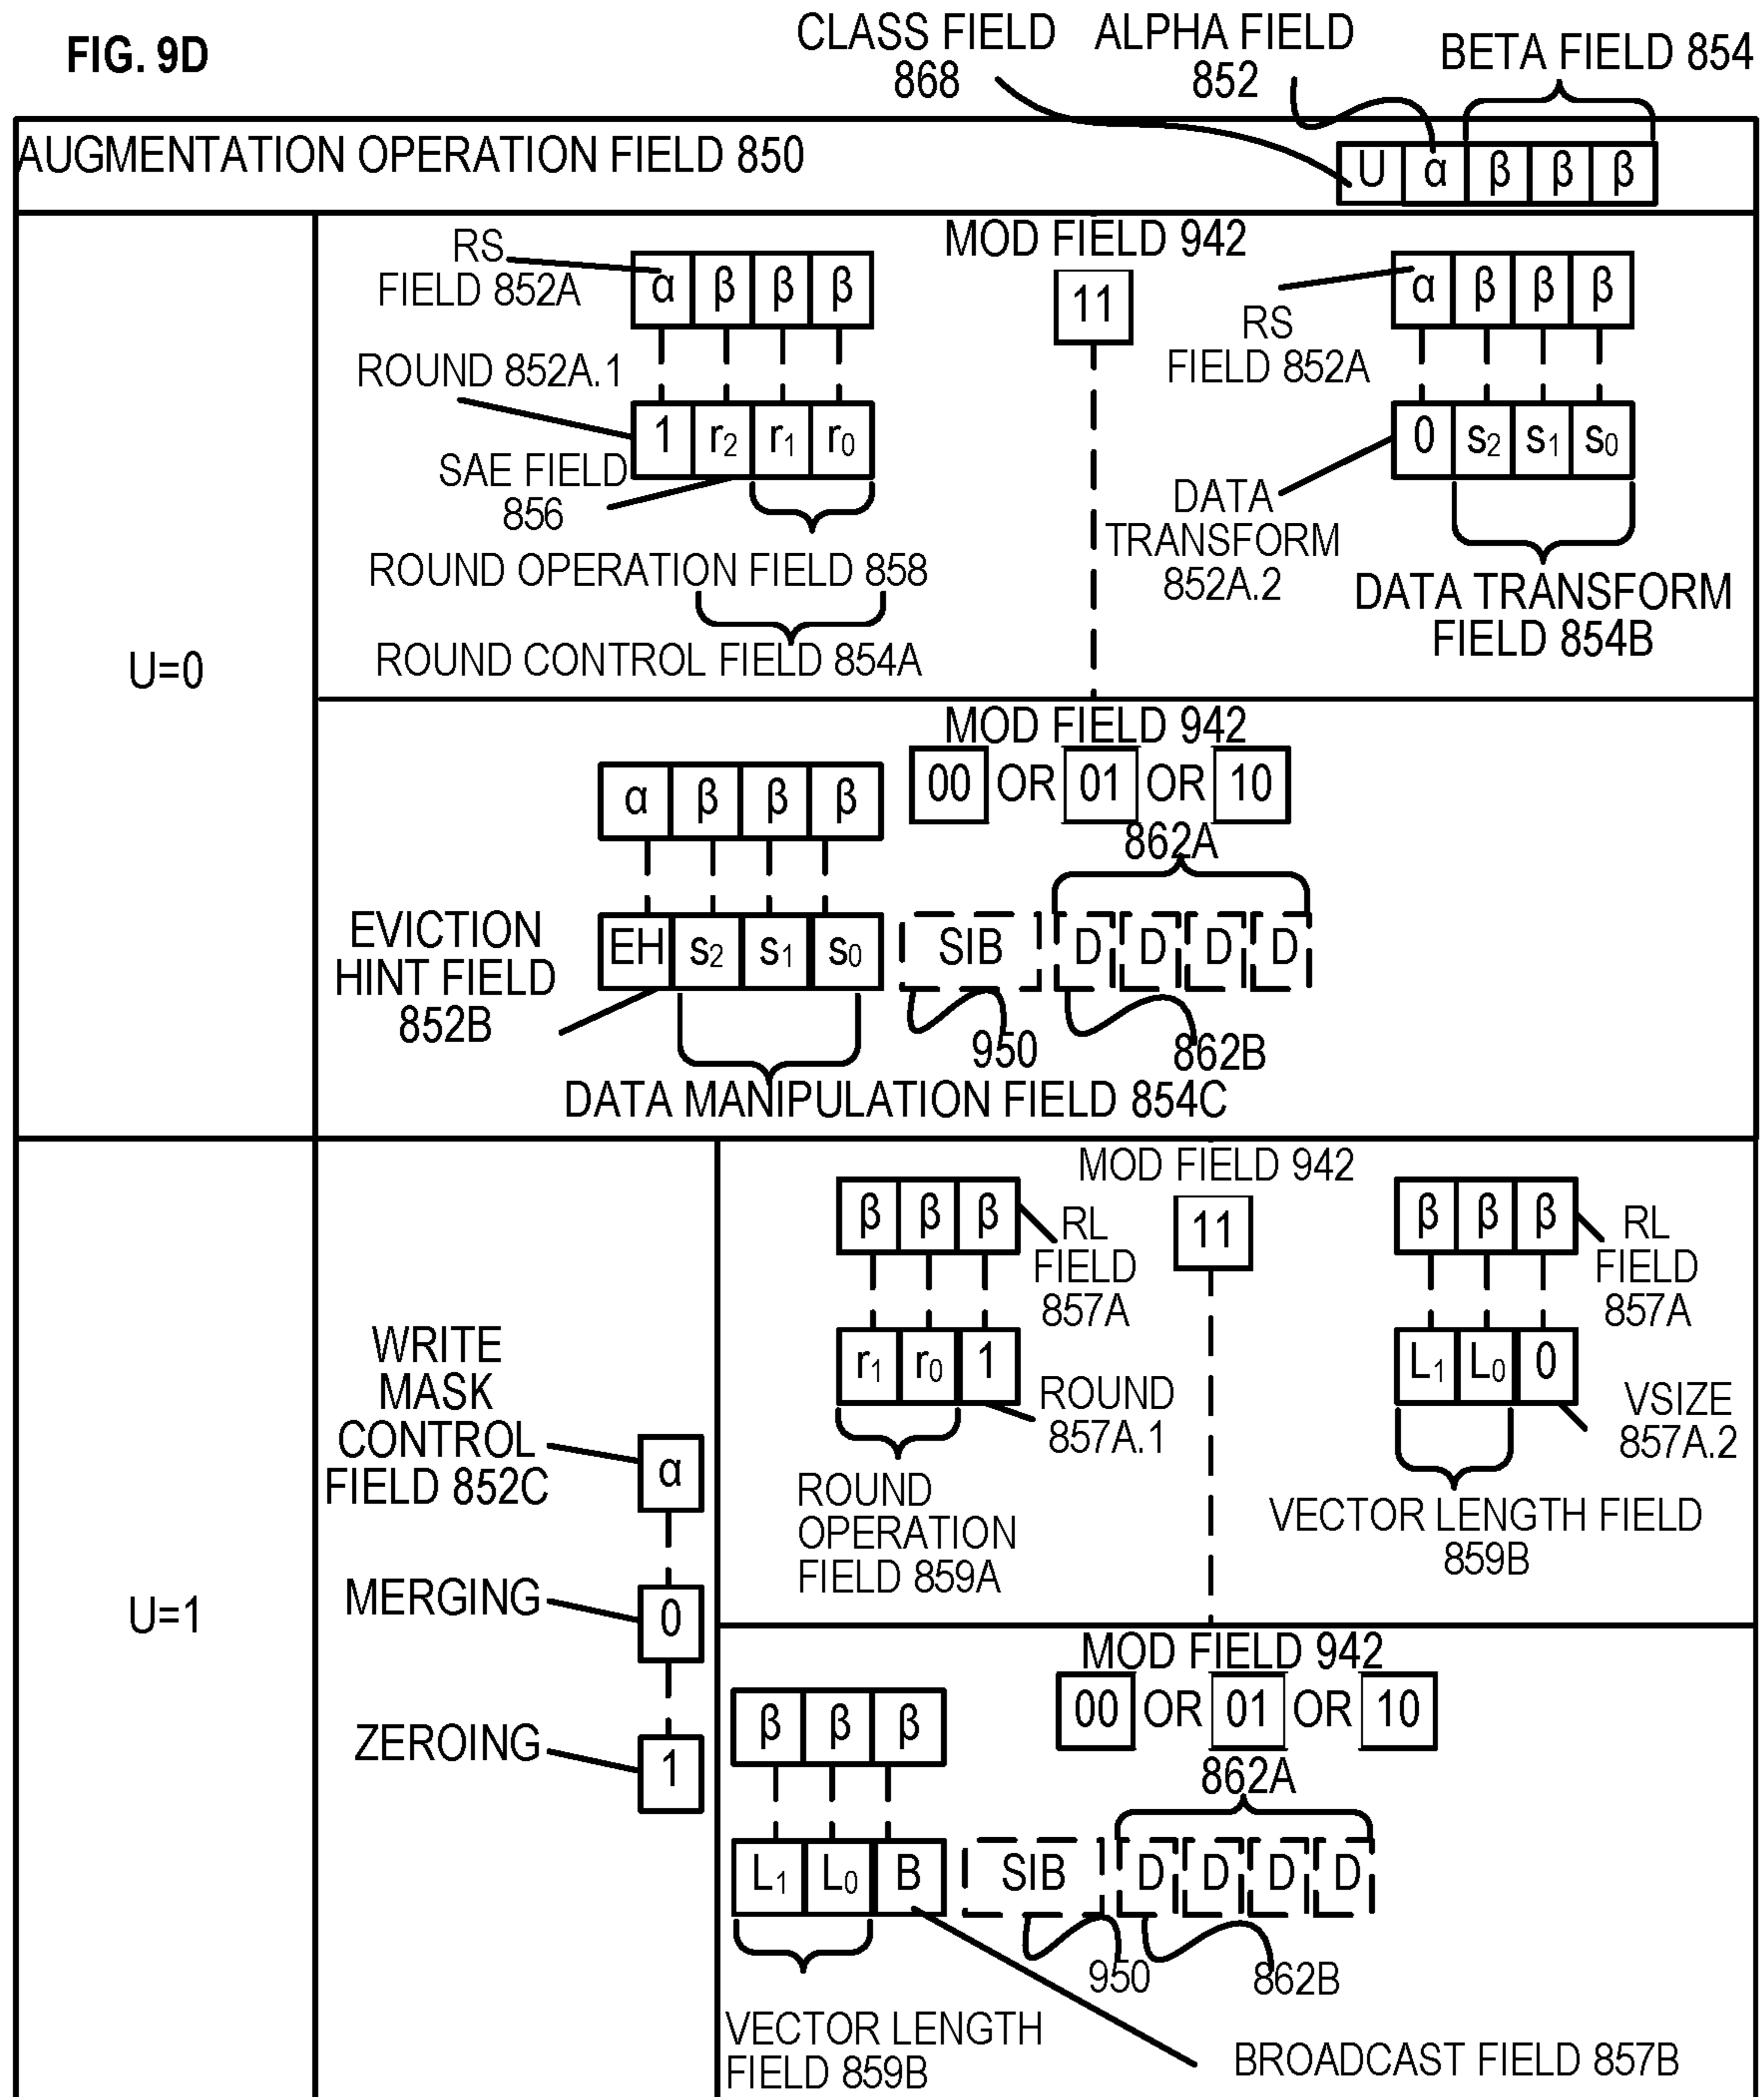 FIG. 9D
CLASS FIELD
868
ALPHA FIELD
852
BETA FIELD 854
AUGMENTATION OPERATION FIELD 850
U α β β β
U=0
MOD FIELD 942
11
RS
FIELD 852A
α β β β
ROUND 852A.1
1 r₂ r₁ r₀
SAE FIELD
856
ROUND OPERATION FIELD 858
ROUND CONTROL FIELD 854A
α β β β
RS
FIELD 852A
0 s₂ s₁ s₀
DATA
TRANSFORM
852A.2
DATA TRANSFORM
FIELD 854B
MOD FIELD 942
00 OR 01 OR 10
α β β β
862A
EVICTION
HINT FIELD
852B
EH s₂ s₁ s₀ SIB D D D D
950
862B
DATA MANIPULATION FIELD 854C
U=1
WRITE
MASK
CONTROL
FIELD 852C
α
MERGING
0
ZEROING
1
MOD FIELD 942
11
β β β
RL
FIELD
857A
r₁ r₀ 1
ROUND
857A.1
ROUND
OPERATION
FIELD 859A
β β β
RL
FIELD
857A
L₁ L₀ 0
VSIZE
857A.2
VECTOR LENGTH FIELD
859B
MOD FIELD 942
00 OR 01 OR 10
β β β
862A
L₁ L₀ B SIB D D D D
950
862B
VECTOR LENGTH
FIELD 859B
BROADCAST FIELD 857B